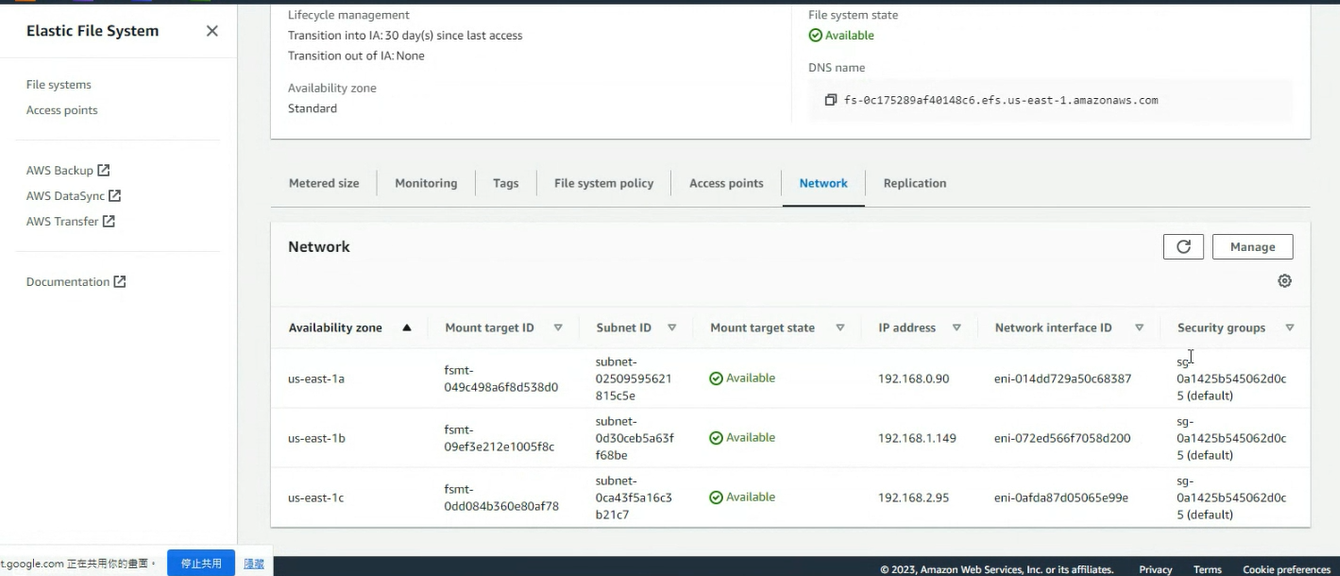 Elastic File System
File systems
Access points
AWS Backup
AWS DataSync
AWS Transfer
Documentation
Lifecycle management
Transition into IA: 30 day(s) since last access
Transition out of IA: None
Availability zone
Standard
File system state
Available
DNS name
fs-0c175289af40148c6.efs.us-east-1.amazonaws.com
Metered size Monitoring Tags File system policy Access points Network Replication
Network
Manage
Availability zone Mount target ID Subnet ID Mount target state IP address Network interface ID Security groups
us-east-1a fsmt-049c498a6f8d538d0 subnet-02509595621815c5e Available 192.168.0.90 eni-014dd729a50c68387 sg-0a1425b545062d0c5 (default)
us-east-1b fsmt-09ef3e212e1005f8c subnet-0d30ceb5a63ff68be Available 192.168.1.149 eni-072ed566f7058d200 sg-0a1425b545062d0c5 (default)
us-east-1c fsmt-0dd084b360e80af78 subnet-0ca43f5a16c3b21c7 Available 192.168.2.95 eni-0afda87d05065e99e sg-0a1425b545062d0c5 (default)
t.google.com 正在共用你的畫面。 停止共用 隱藏
© 2023, Amazon Web Services, Inc. or its affiliates. Privacy Terms Cookie preferences